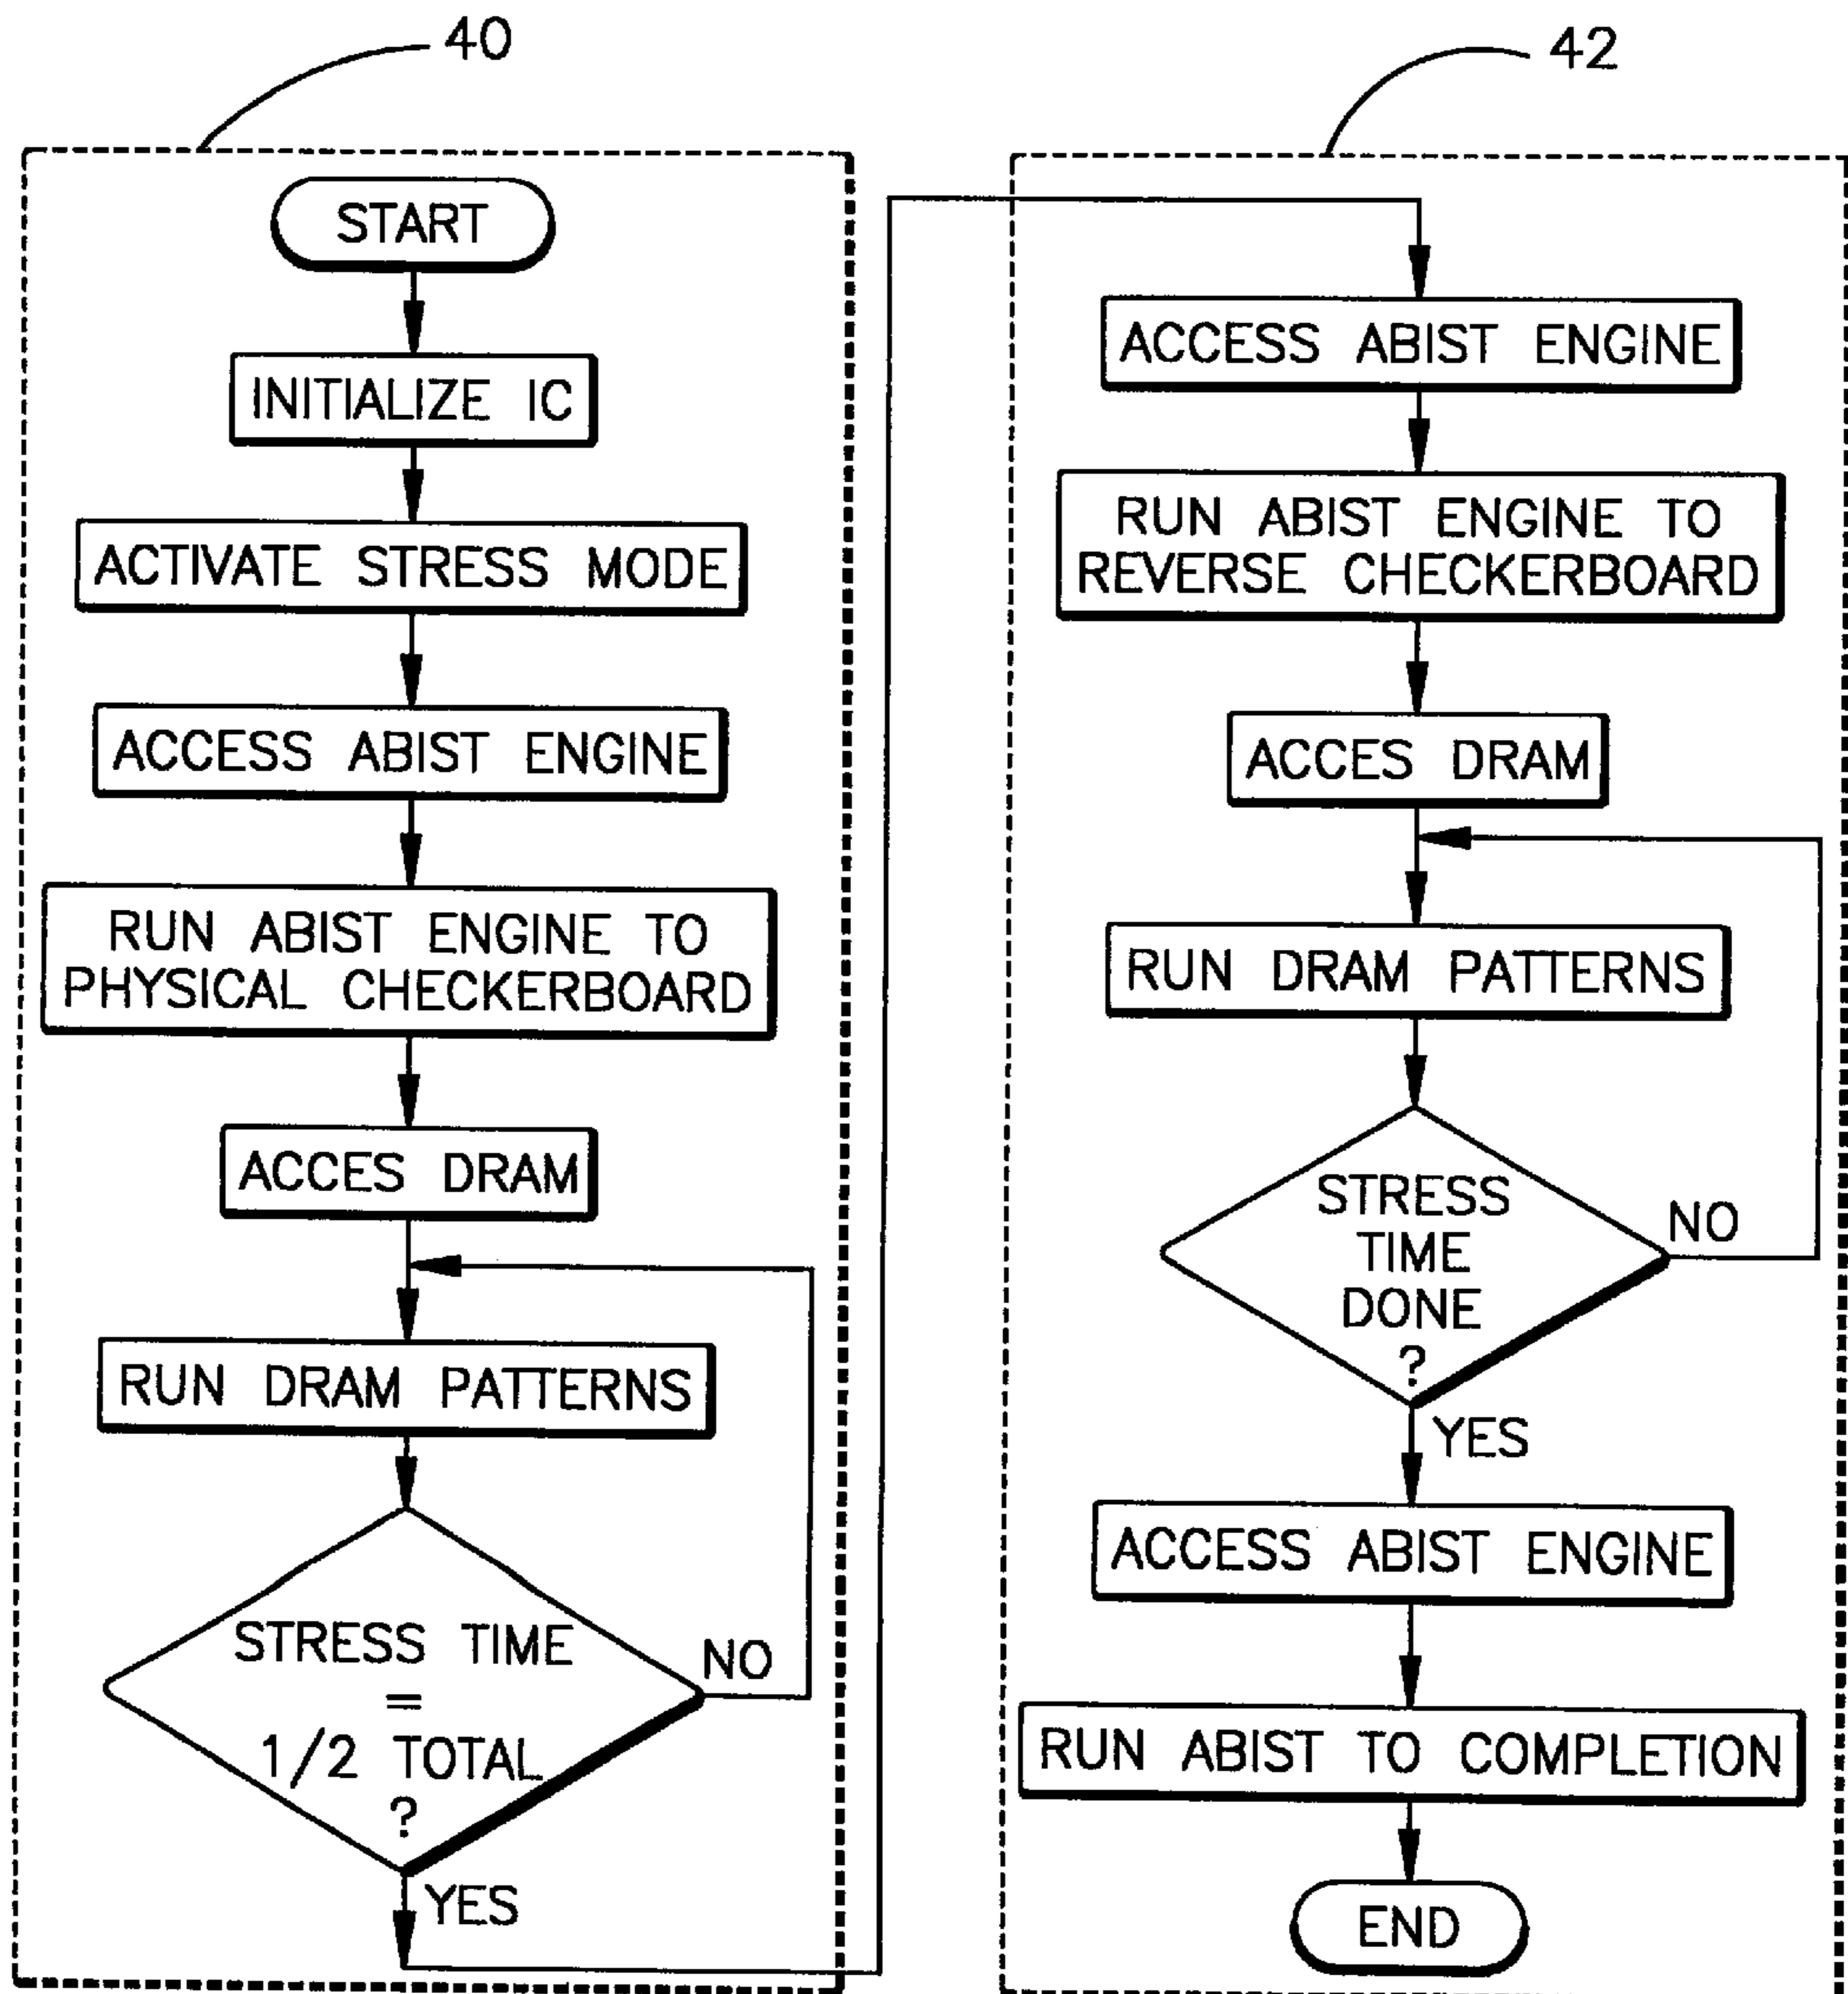 40
START
INITIALIZE IC
ACTIVATE STRESS MODE
ACCESS ABIST ENGINE
RUN ABIST ENGINE TO
PHYSICAL CHECKERBOARD
ACCES DRAM
RUN DRAM PATTERNS
STRESS TIME
=
1/2 TOTAL
?
NO
YES
42
ACCESS ABIST ENGINE
RUN ABIST ENGINE TO
REVERSE CHECKERBOARD
ACCES DRAM
RUN DRAM PATTERNS
STRESS
TIME
DONE
?
NO
YES
ACCESS ABIST ENGINE
RUN ABIST TO COMPLETION
END